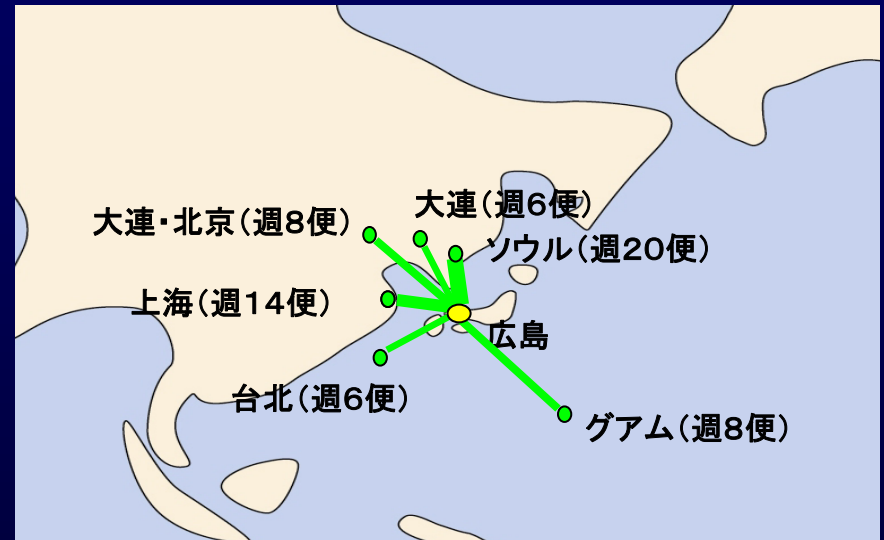 大連（週６便）
大連・北京（週８便）
ソウル（週２０便）
上海（週１４便）
広島
台北（週６便）
グアム（週８便）